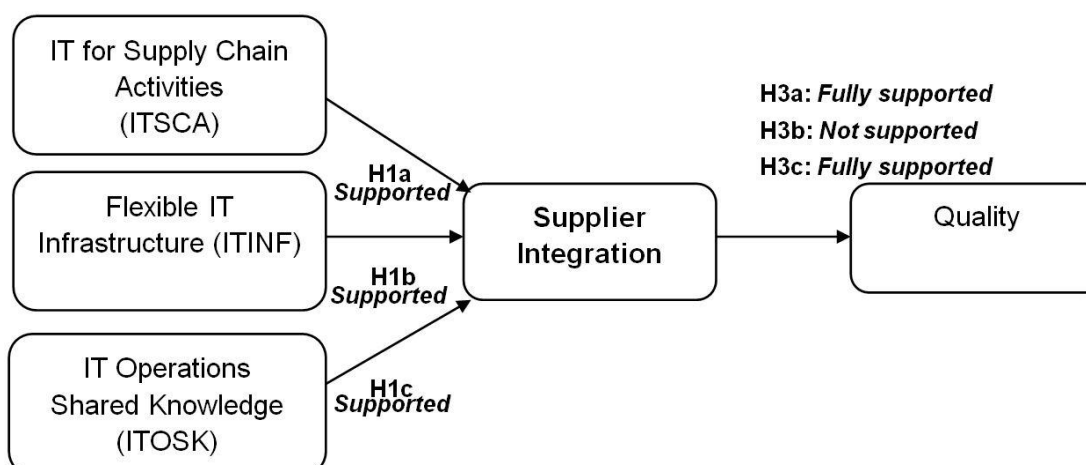 IT for Supply Chain
Activities
(ITSCA)
H3a: Fully supported
H3b: Not supported
H3c: Fully supported
H1a
Supported
Flexible IT
Infrastructure (ITINF)
Supplier
Integration
Quality
H1b
Supported
IT Operations
Shared Knowledge
(ITOSK)
H1c
Supported